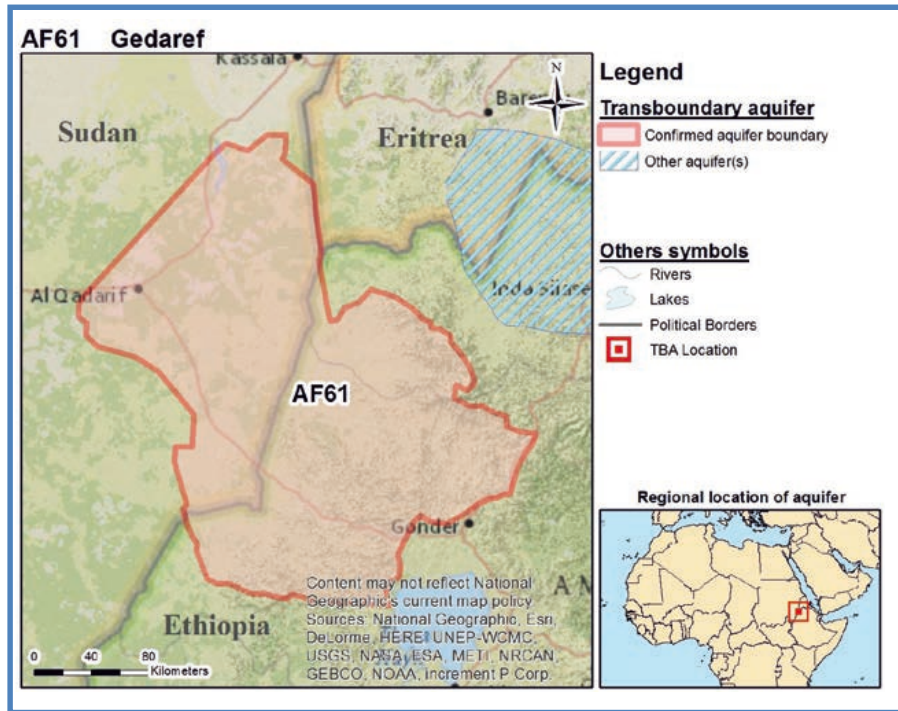 AF61 Gedaref
Kassala
Sudan
Eritrea
N
Al Qadarif
AF61
Gonder
Ethiopia
Content may not reflect National
Geographic's current map policy.
Sources: National Geographic, Esri,
DeLorme, HERE, UNEP-WCMC,
USGS, NASA, ESA, METI, NRCAN,
GEBCO, NOAA, increment P Corp.
0 40 80
Kilometers
Legend
Transboundary aquifer
Confirmed aquifer boundary
Other aquifer(s)
Others symbols
Rivers
Lakes
Political Borders
TBA Location
Regional location of aquifer